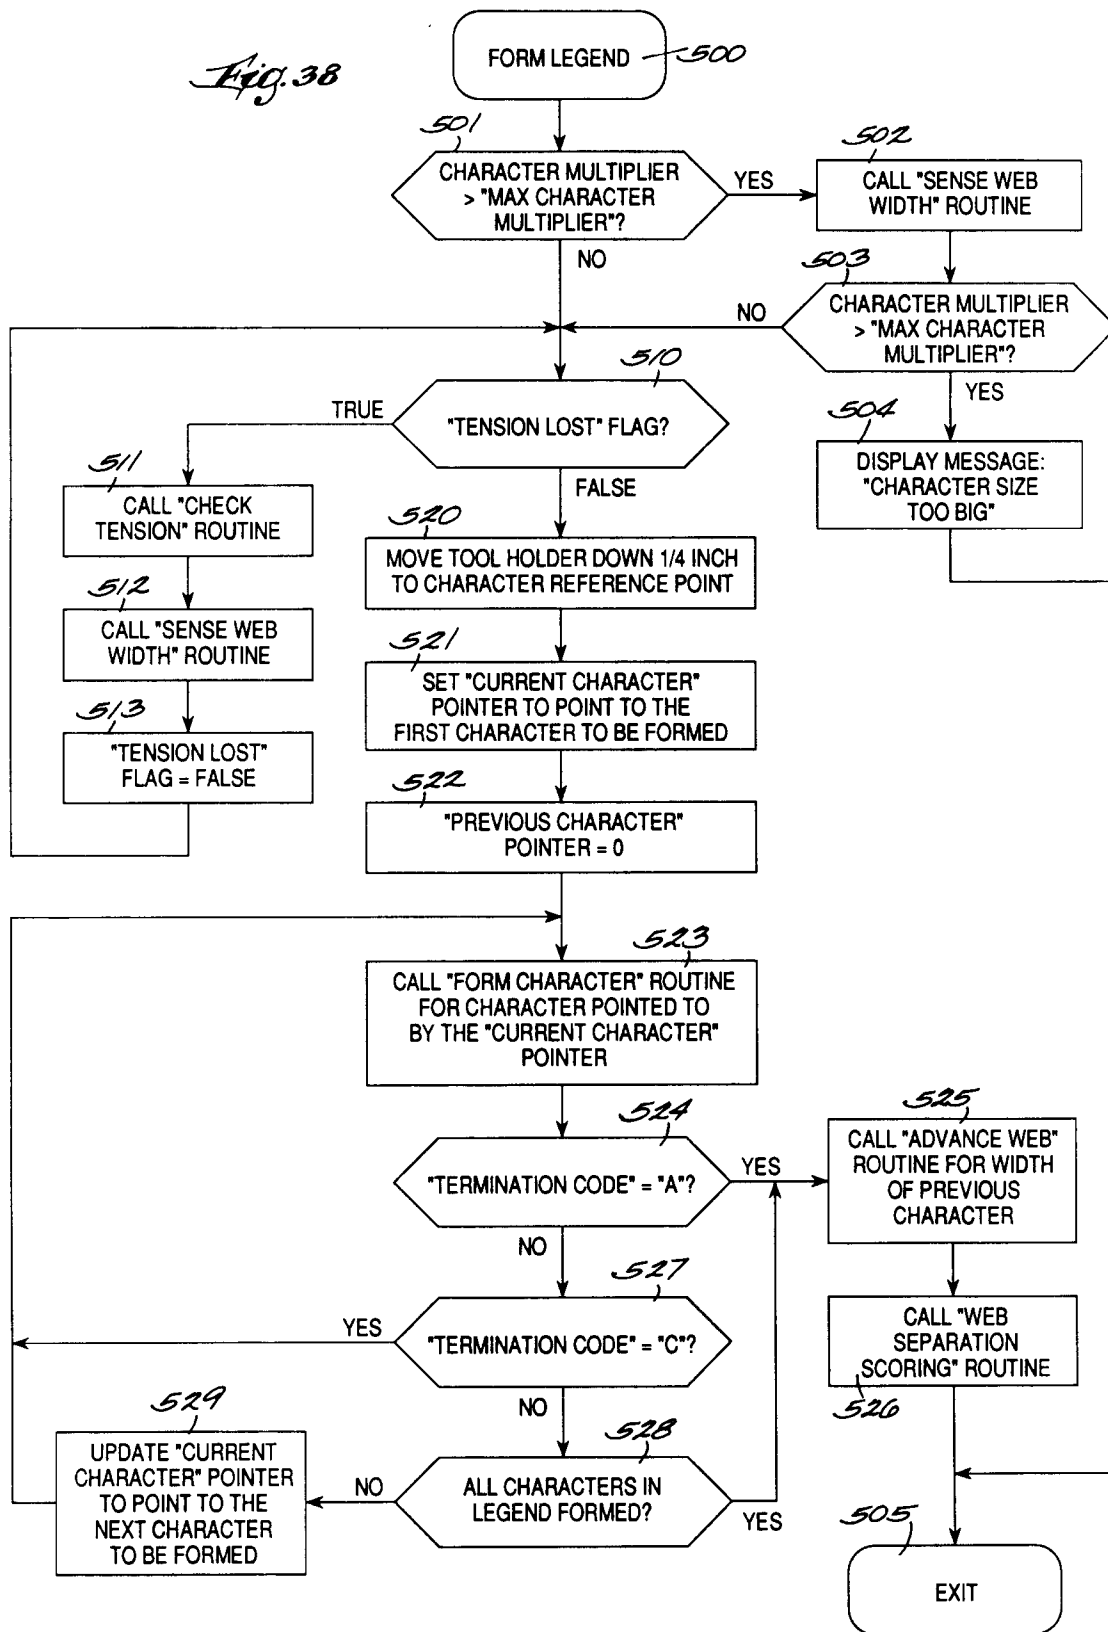 Fig. 38
FORM LEGEND
500
501
CHARACTER MULTIPLIER
> "MAX CHARACTER
MULTIPLIER"?
YES
NO
502
CALL "SENSE WEB
WIDTH" ROUTINE
503
CHARACTER MULTIPLIER
> "MAX CHARACTER
MULTIPLIER"?
NO
YES
504
DISPLAY MESSAGE:
"CHARACTER SIZE
TOO BIG"
510
"TENSION LOST" FLAG?
TRUE
FALSE
511
CALL "CHECK
TENSION" ROUTINE
512
CALL "SENSE WEB
WIDTH" ROUTINE
513
"TENSION LOST"
FLAG = FALSE
520
MOVE TOOL HOLDER DOWN 1/4 INCH
TO CHARACTER REFERENCE POINT
521
SET "CURRENT CHARACTER"
POINTER TO POINT TO THE
FIRST CHARACTER TO BE FORMED
522
"PREVIOUS CHARACTER"
POINTER = 0
523
CALL "FORM CHARACTER" ROUTINE
FOR CHARACTER POINTED TO
BY THE "CURRENT CHARACTER"
POINTER
524
"TERMINATION CODE" = "A"?
YES
NO
525
CALL "ADVANCE WEB"
ROUTINE FOR WIDTH
OF PREVIOUS
CHARACTER
CALL "WEB
SEPARATION
SCORING" ROUTINE
526
527
"TERMINATION CODE" = "C"?
YES
NO
528
ALL CHARACTERS IN
LEGEND FORMED?
NO
YES
529
UPDATE "CURRENT
CHARACTER" POINTER
TO POINT TO THE
NEXT CHARACTER
TO BE FORMED
505
EXIT